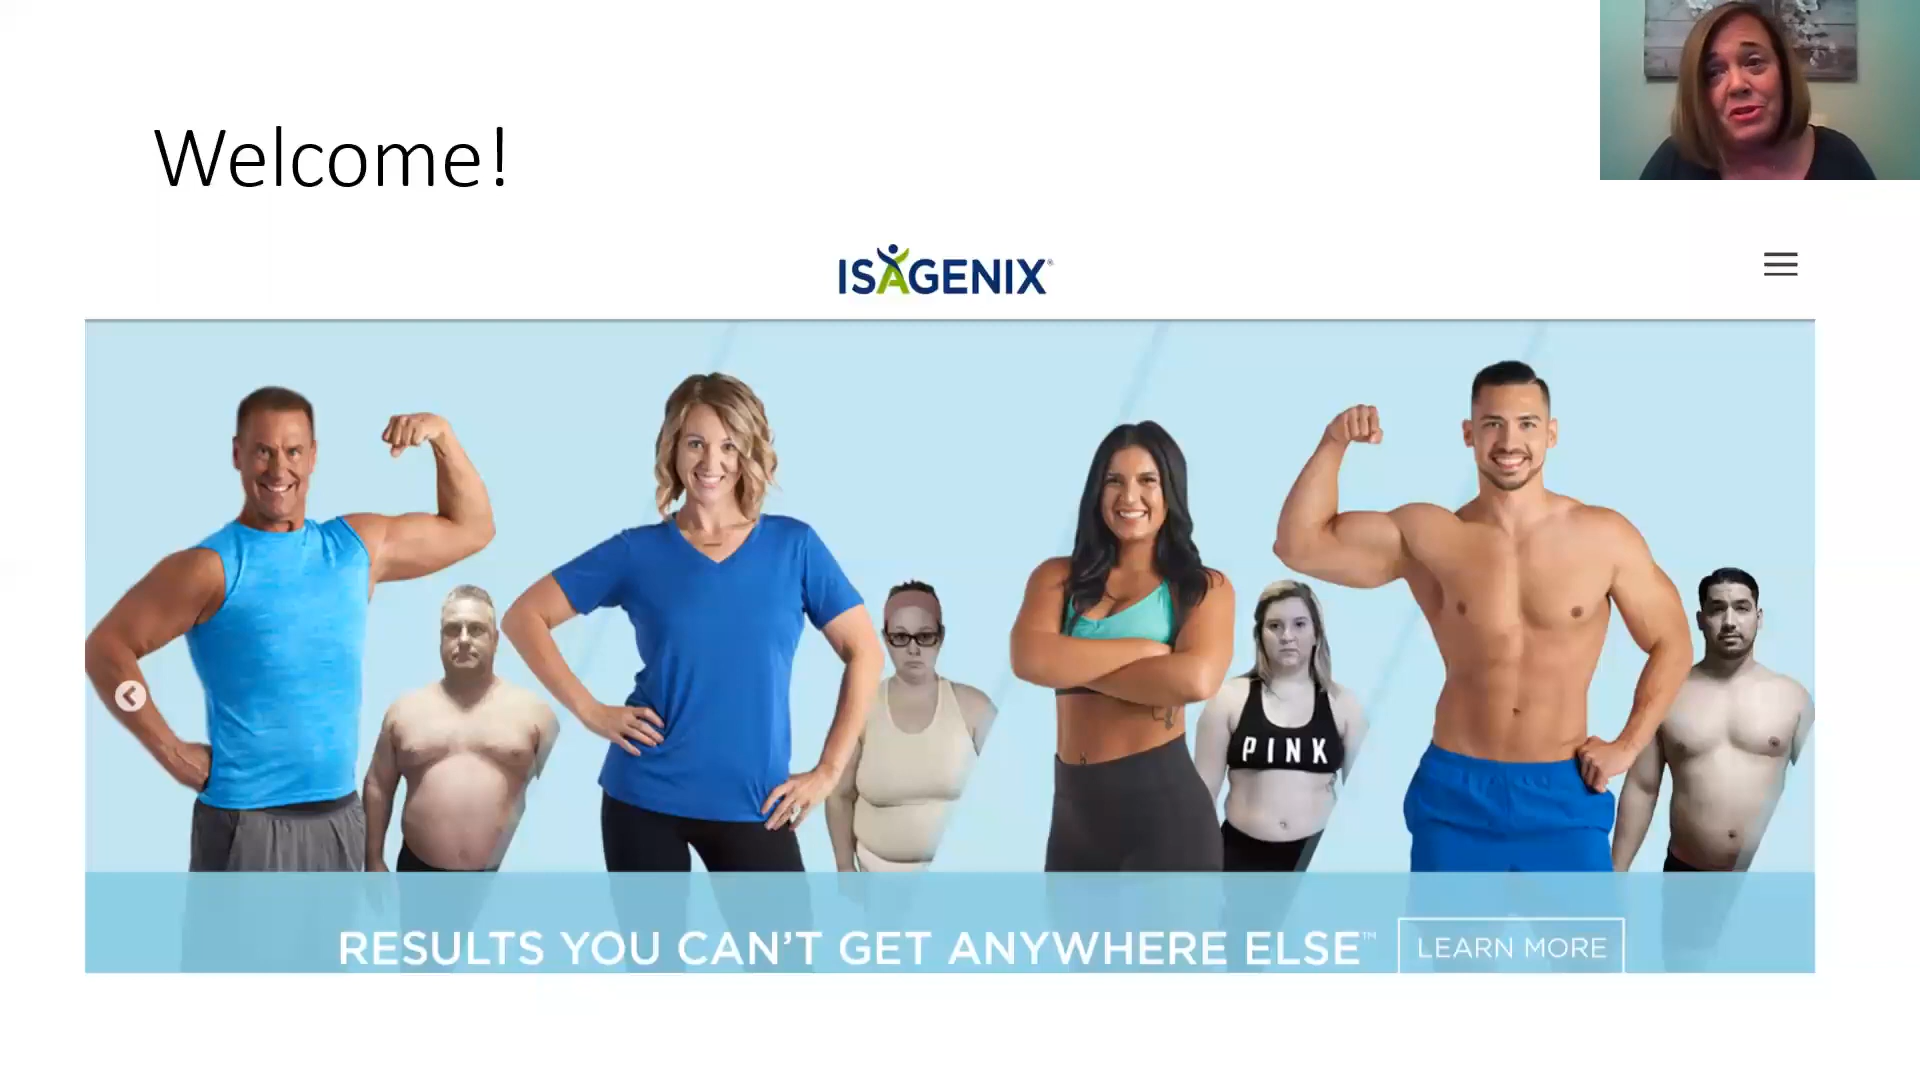 Welcome!
ISAGENIX®
PINK
RESULTS YOU CAN'T GET ANYWHERE ELSE™
LEARN MORE